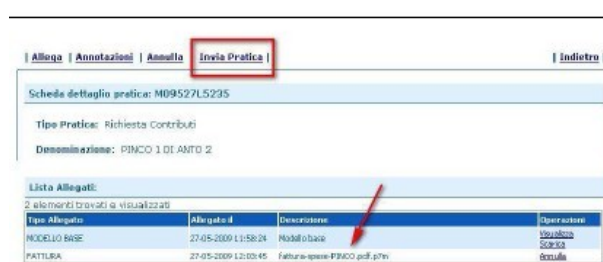 | Allega | Annotazioni | Annulla Invia Pratica | | Indietro |
Scheda dettaglio pratica: M09527L5235
Tipo Pratica: Richiesta Contributi
Denominazione: PINCO 1 DI ANTO 2
Lista Allegati:
2 elementi trovati e visualizzati
Tipo Allegato Allegato il Descrizione Operazioni
MODELLO BASE 27-05-2009 11:58:24 Modello base Visualizza
Scarica
FATTURA 27-05-2009 12:03:45 fattura-spese-PINCO.pdf.p7m Annulla